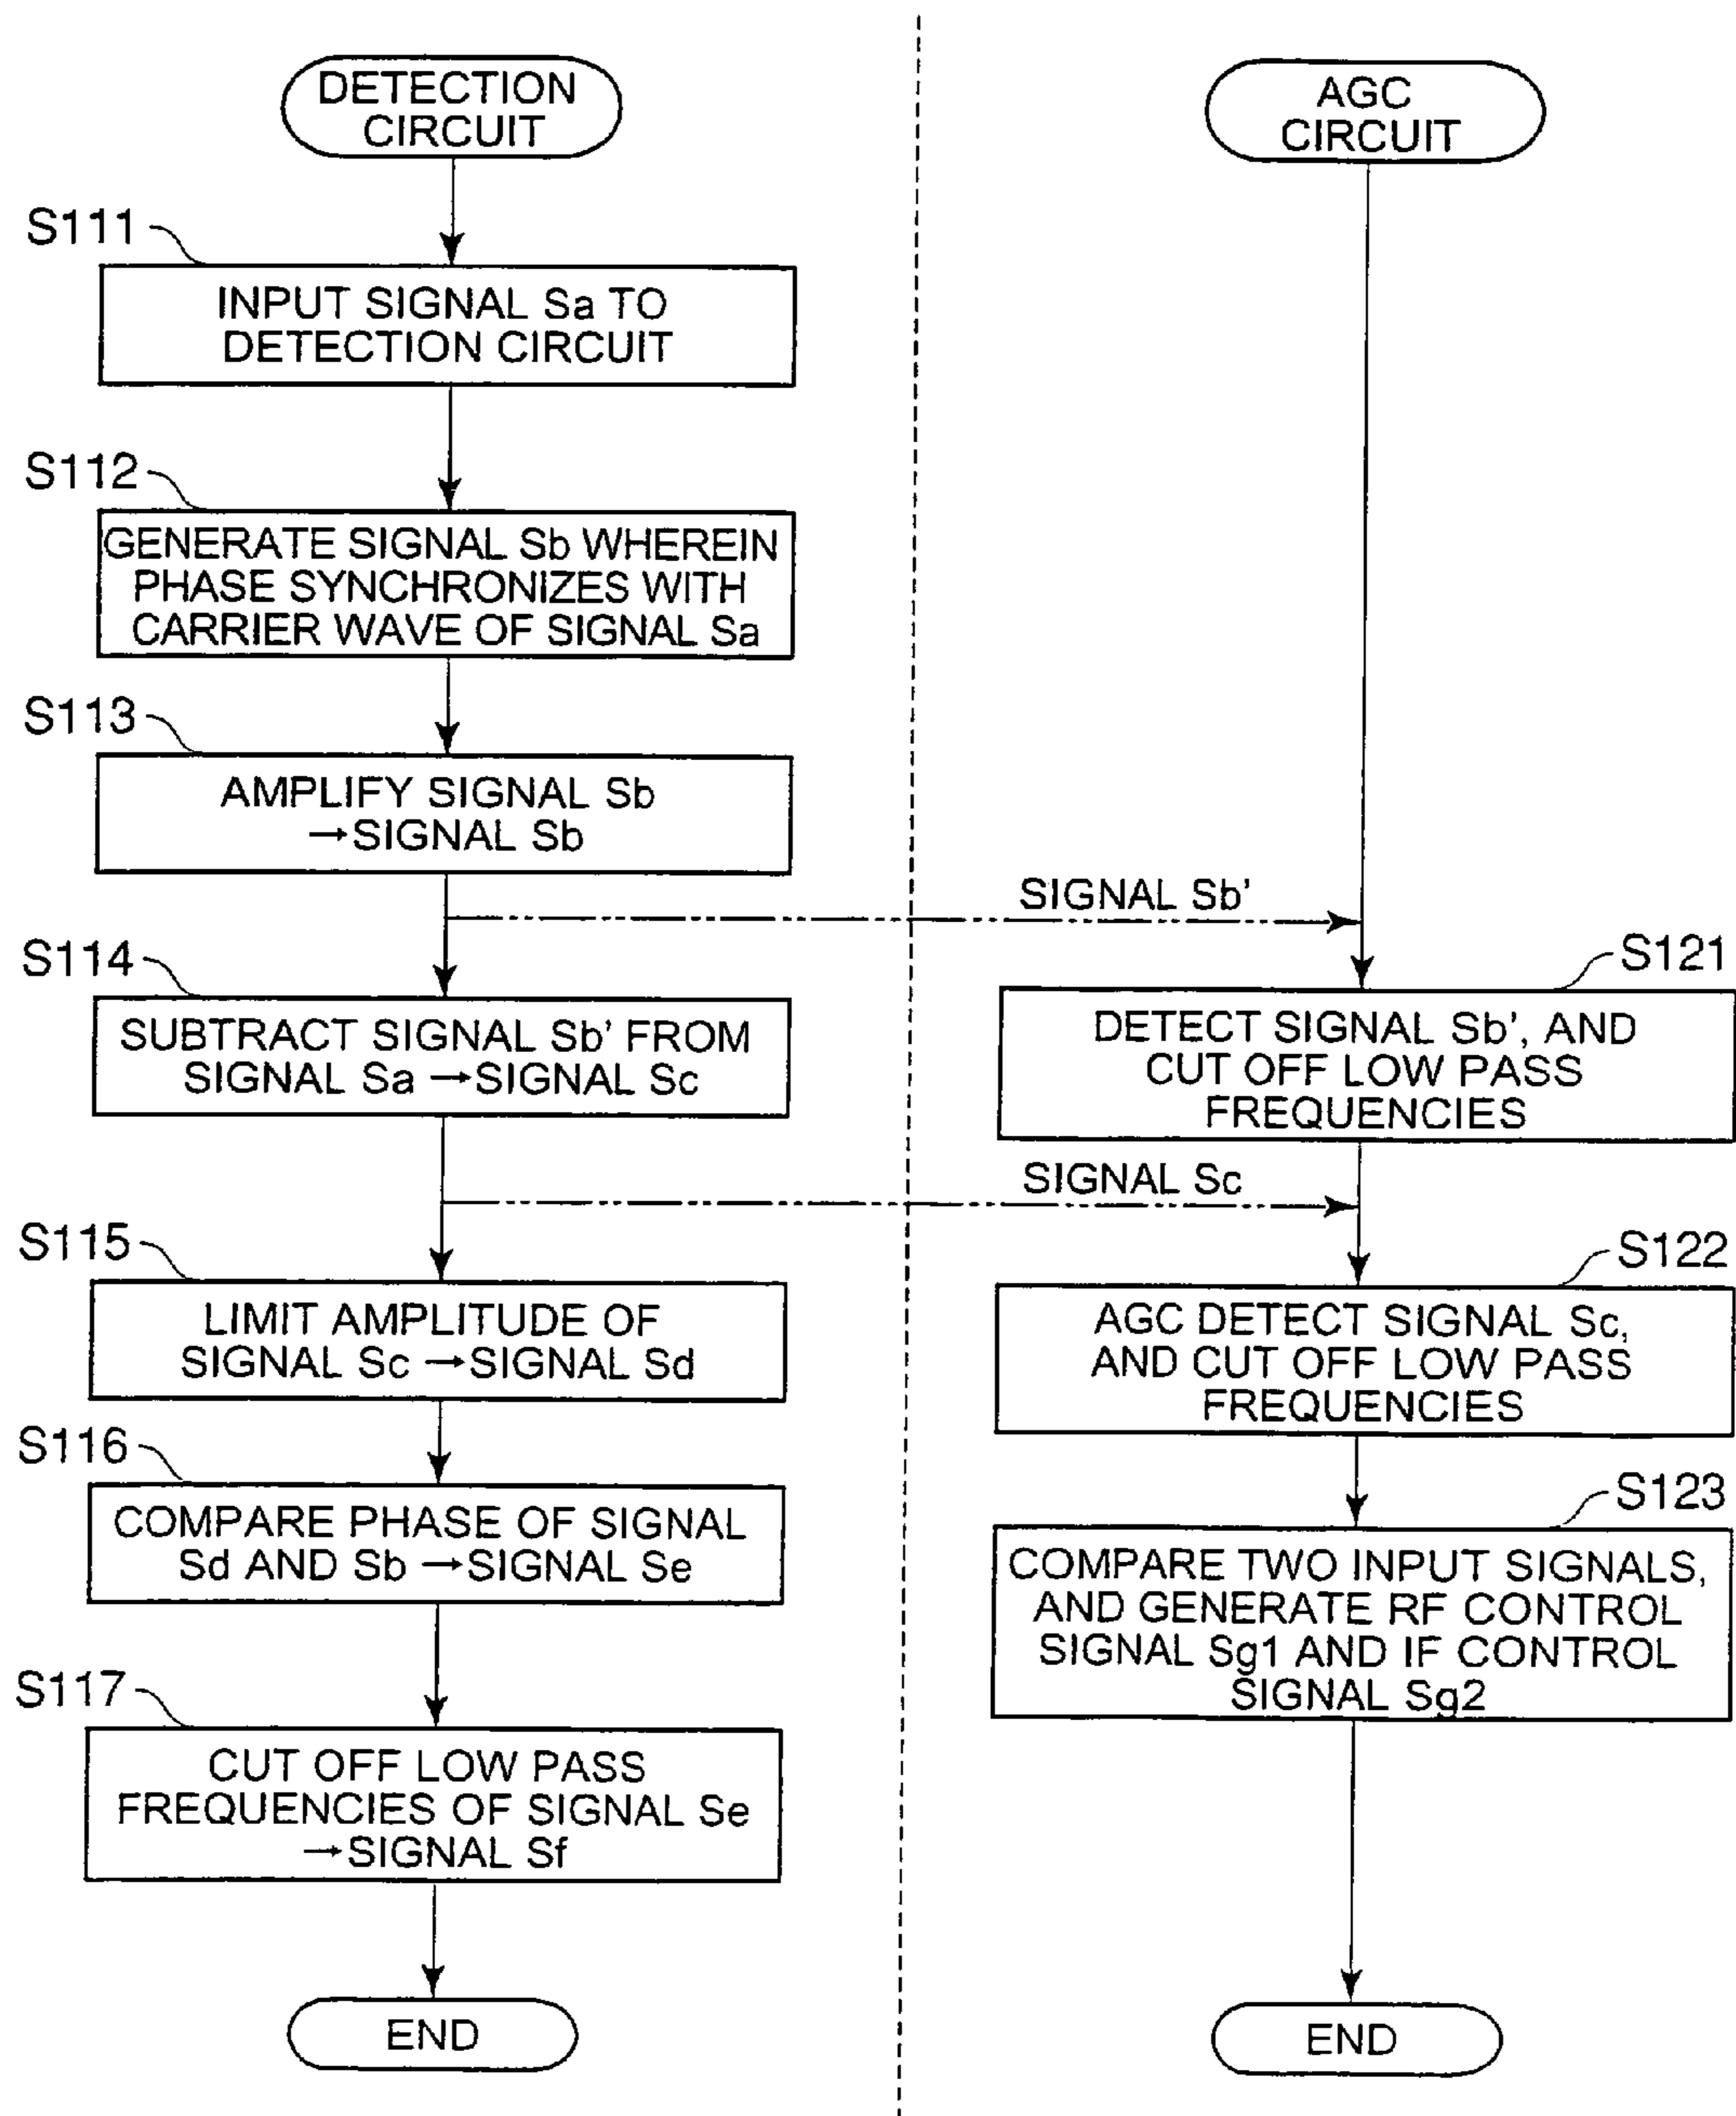 DETECTION
CIRCUIT
S111
INPUT SIGNAL Sa TO
DETECTION CIRCUIT
S112
GENERATE SIGNAL Sb WHEREIN
PHASE SYNCHRONIZES WITH
CARRIER WAVE OF SIGNAL Sa
S113
AMPLIFY SIGNAL Sb
→SIGNAL Sb
S114
SUBTRACT SIGNAL Sb' FROM
SIGNAL Sa →SIGNAL Sc
S115
LIMIT AMPLITUDE OF
SIGNAL Sc →SIGNAL Sd
S116
COMPARE PHASE OF SIGNAL
Sd AND Sb →SIGNAL Se
S117
CUT OFF LOW PASS
FREQUENCIES OF SIGNAL Se
→SIGNAL Sf
END
AGC
CIRCUIT
SIGNAL Sb'
S121
DETECT SIGNAL Sb', AND
CUT OFF LOW PASS
FREQUENCIES
SIGNAL Sc
S122
AGC DETECT SIGNAL Sc,
AND CUT OFF LOW PASS
FREQUENCIES
S123
COMPARE TWO INPUT SIGNALS,
AND GENERATE RF CONTROL
SIGNAL Sg1 AND IF CONTROL
SIGNAL Sg2
END